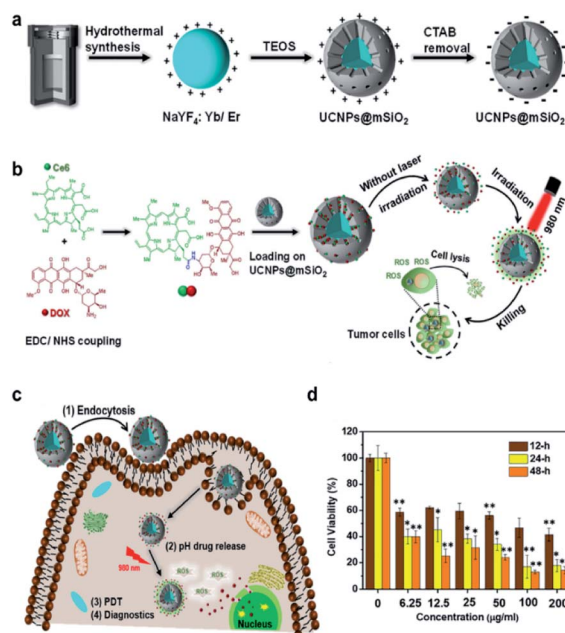 a
Hydrothermal
synthesis
TEOS
CTAB
removal
NaYF4: Yb/ Er
UCNPs@mSiO2
UCNPs@mSiO2
b
Ce6
+
DOX
EDC/ NHS coupling
Loading on
UCNPs@mSiO2
Without laser
irradiation
Irradiation
980 nm
ROS
ROS
ROS
Cell lysis
Killing
Tumor cells
c
(1) Endocytosis
(2) pH drug release
980 nm
ROS
ROS
ROS
(3) PDT
(4) Diagnostics
Nucleus
d
12-h
24-h
48-h
Cell Viability (%)
120
100
80
60
40
20
0
0 6.25 12.5 25 50 100 200
Concentration (µg/ml)